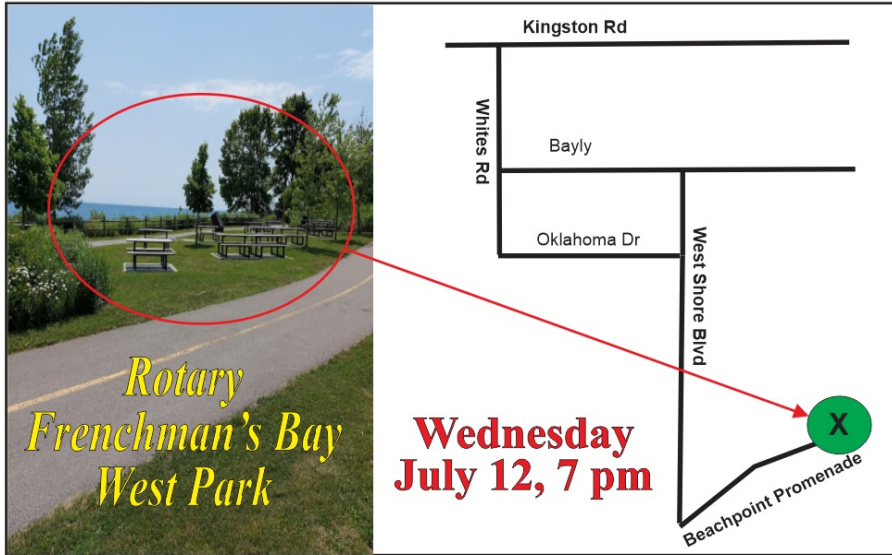 Kingston Rd
Whites Rd
Bayly
Oklahoma Dr
West Shore Blvd
X
Beachpoint Promenade
Rotary
Frenchman's Bay
West Park
Wednesday
July 12, 7 pm